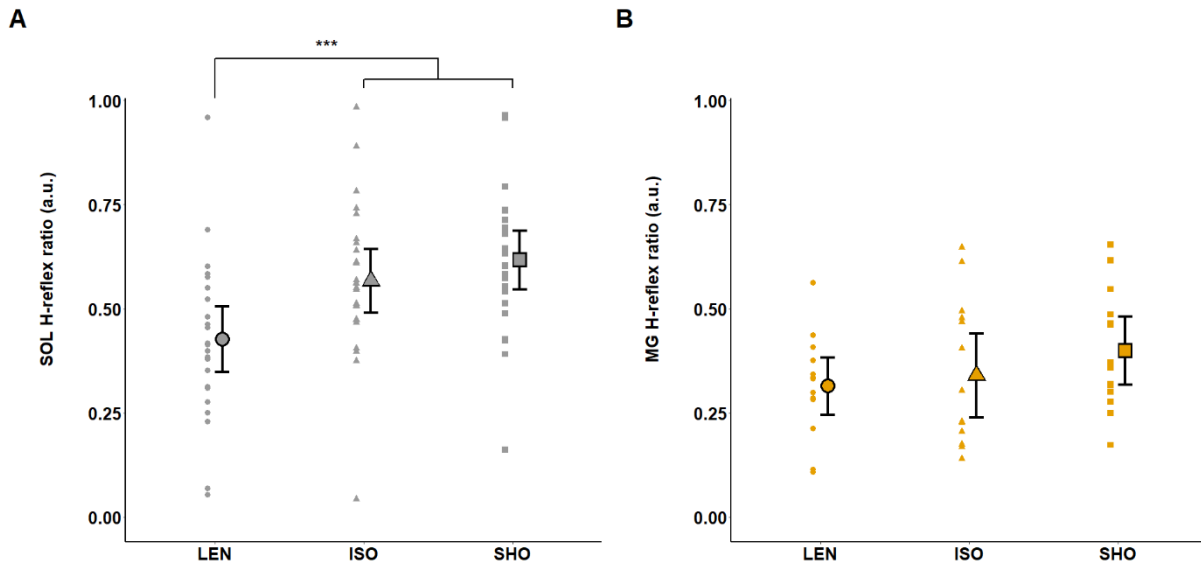 A
***
SOL H-reflex ratio (a.u.)
1.00
0.75
0.50
0.25
0.00
LEN ISO SHO
B
MG H-reflex ratio (a.u.)
1.00
0.75
0.50
0.25
0.00
LEN ISO SHO